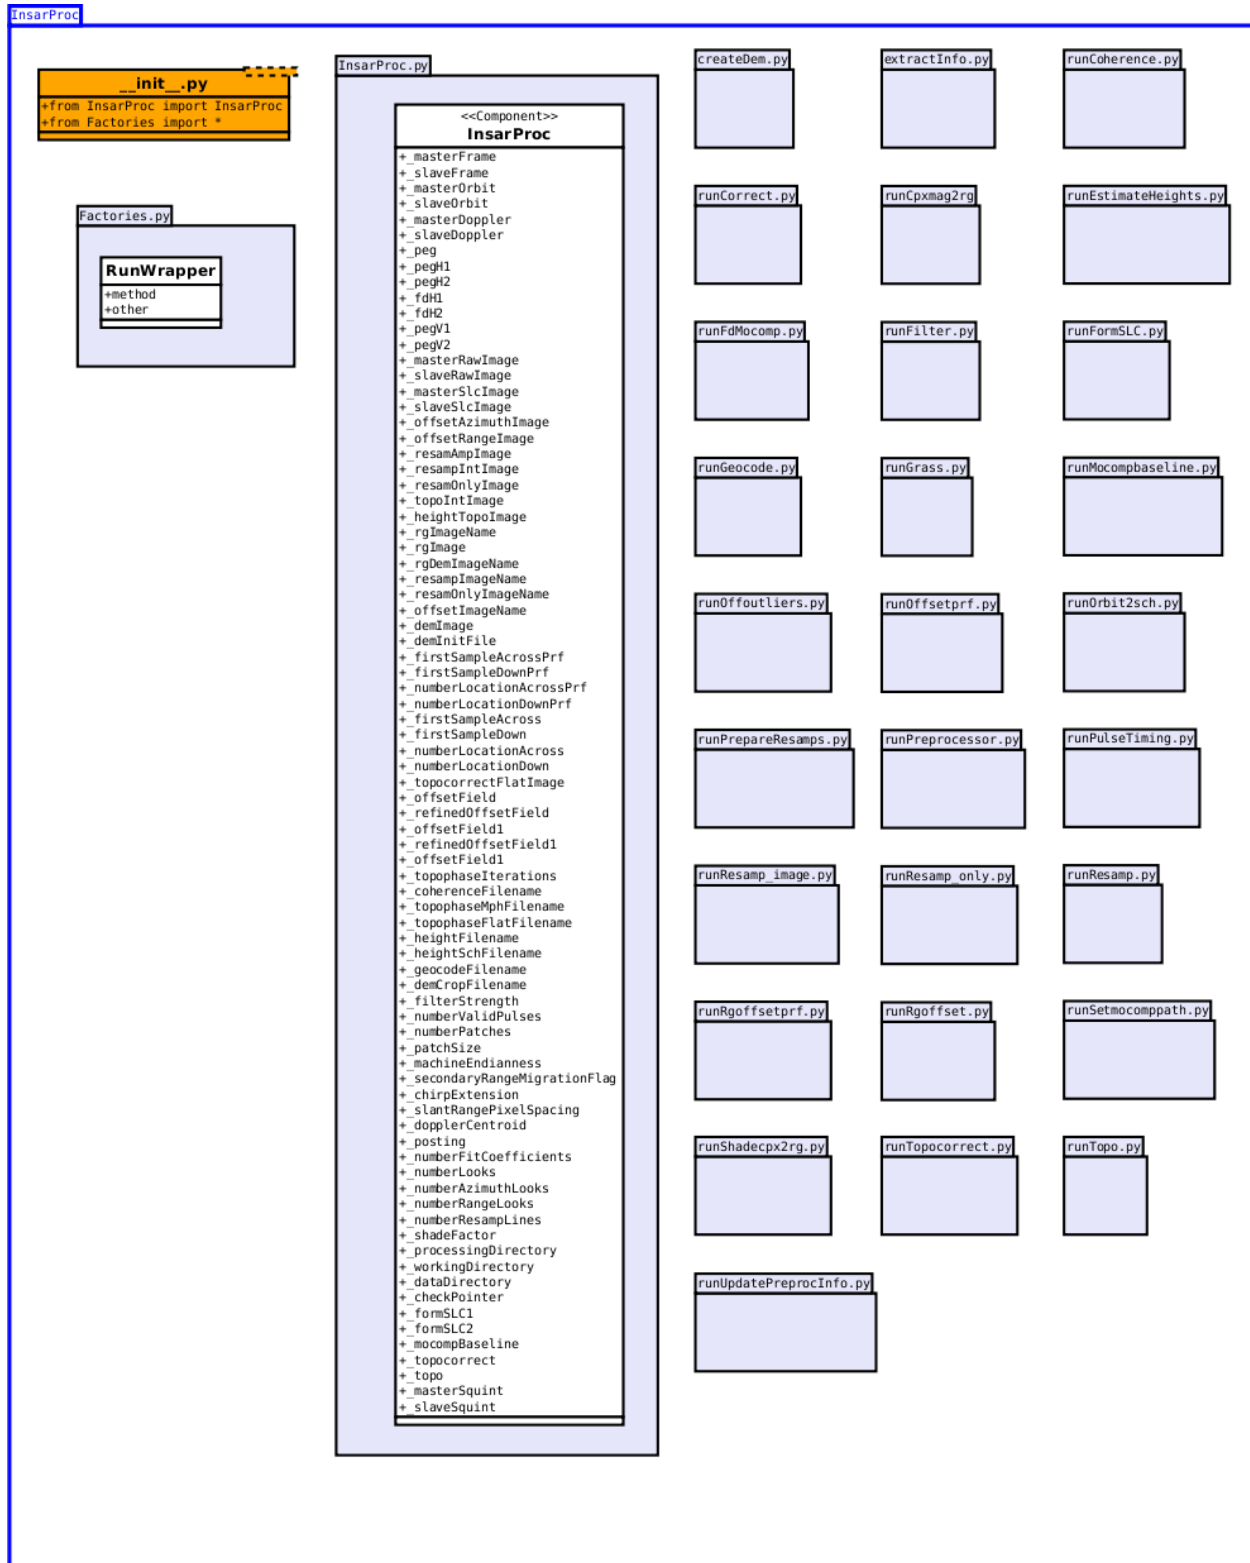 InsarProc
__init__.py
+from InsarProc import InsarProc
+from Factories import *
Factories.py
RunWrapper
+method
+other
InsarProc.py
<<Component>>
InsarProc
+_masterFrame
+_slaveFrame
+_masterOrbit
+_slaveOrbit
+_masterDoppler
+_slaveDoppler
+_peg
+_pegH1
+_pegH2
+_fdH1
+_fdH2
+_pegV1
+_pegV2
+_masterRawImage
+_slaveRawImage
+_masterSlcImage
+_slaveSlcImage
+_offsetAzimuthImage
+_offsetRangeImage
+_resamAmpImage
+_resampIntImage
+_resamOnlyImage
+_topoIntImage
+_heightTopoImage
+_rgImageName
+_rgImage
+_rgDemImageName
+_resampImageName
+_resamOnlyImageName
+_offsetImageName
+_demImage
+_demInitFile
+_firstSampleAcrossPrf
+_firstSampleDownPrf
+_numberLocationAcrossPrf
+_numberLocationDownPrf
+_firstSampleAcross
+_firstSampleDown
+_numberLocationAcross
+_numberLocationDown
+_topocorrectFlatImage
+_offsetField
+_refinedOffsetField
+_offsetField1
+_refinedOffsetField1
+_offsetField1
+_topophaseIterations
+_coherenceFilename
+_topophaseMphFilename
+_topophaseFlatFilename
+_heightFilename
+_heightSchFilename
+_geocodeFilename
+_demCropFilename
+_filterStrength
+_numberValidPulses
+_numberPatches
+_patchSize
+_machineEndianness
+_secondaryRangeMigrationFlag
+_chirpExtension
+_slantRangePixelSpacing
+_dopplerCentroid
+_posting
+_numberFitCoefficients
+_numberLooks
+_numberAzimuthLooks
+_numberRangeLooks
+_numberResampLines
+_shadeFactor
+_processingDirectory
+_workingDirectory
+_dataDirectory
+_checkPointer
+_formSLC1
+_formSLC2
+_mocompBaseline
+_topocorrect
+_topo
+_masterSquint
+_slaveSquint
createDem.py
extractInfo.py
runCoherence.py
runCorrect.py
runCpxmag2rg
runEstimateHeights.py
runFdMocomp.py
runFilter.py
runFormSLC.py
runGeocode.py
runGrass.py
runMocompbaseline.py
runOffoutliers.py
runOffsetprf.py
runOrbit2sch.py
runPrepareResamps.py
runPreprocessor.py
runPulseTiming.py
runResamp_image.py
runResamp_only.py
runResamp.py
runRgoffsetprf.py
runRgoffset.py
runSetmocomppath.py
runShadecpx2rg.py
runTopocorrect.py
runTopo.py
runUpdatePreprocInfo.py